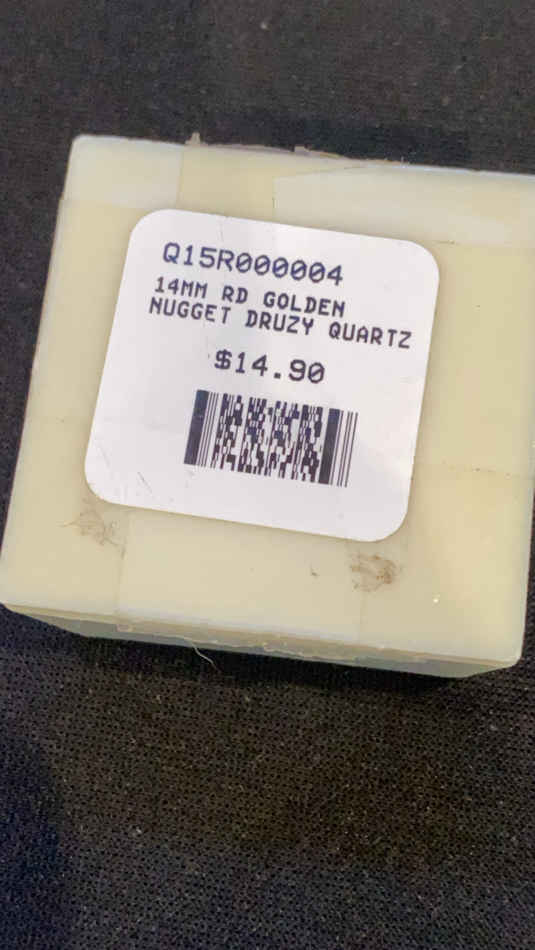 Q15R000004
14MM RD GOLDEN
NUGGET DRUZY QUARTZ
$14.90